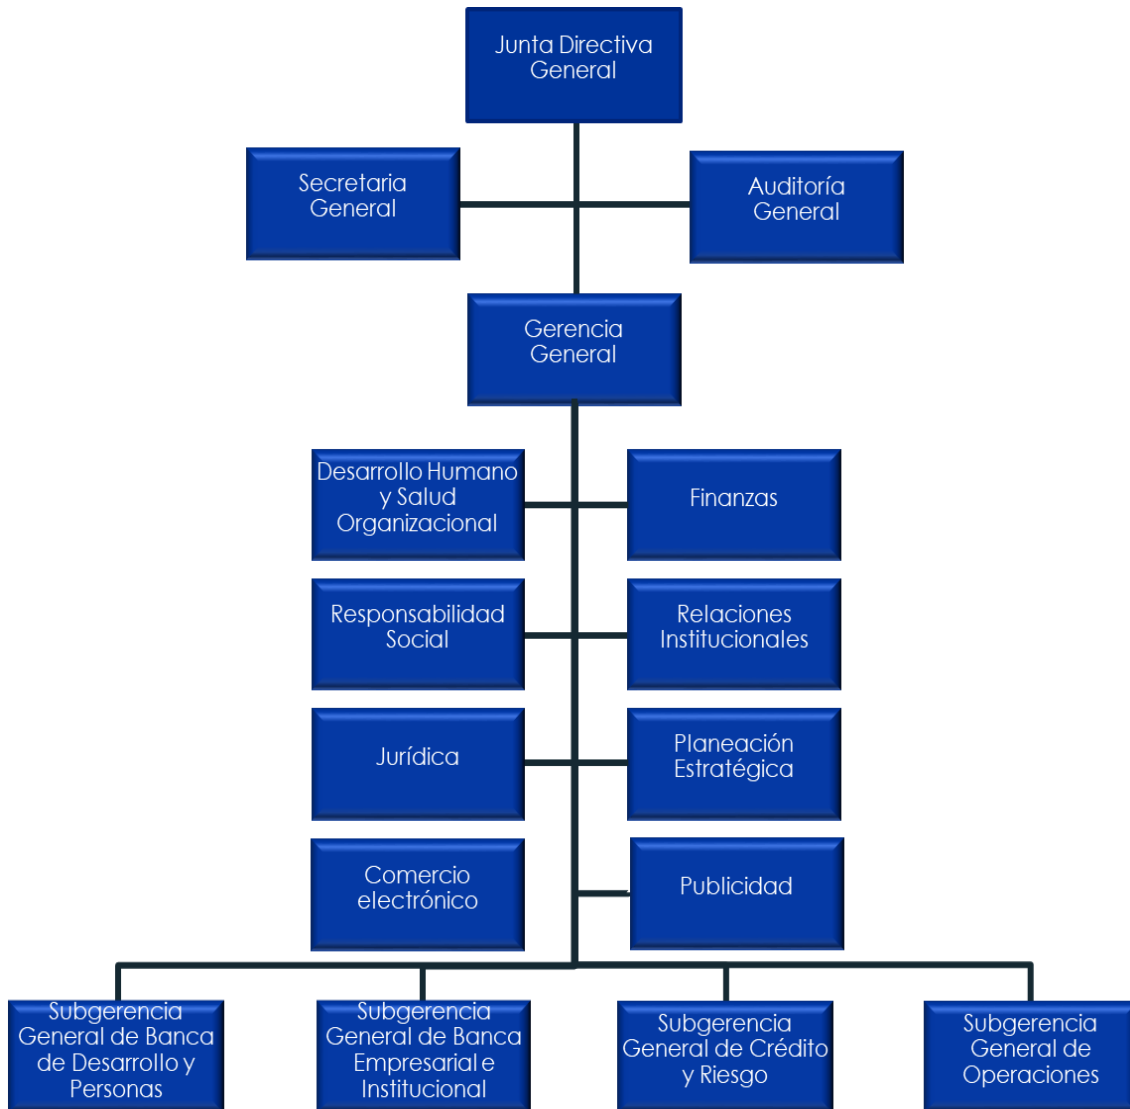 Junta Directiva
General
Secretaria
General
Auditoría
General
Gerencia
General
Desarrollo Humano
y Salud
Organizacional
Finanzas
Responsabilidad
Social
Relaciones
Institucionales
Jurídica
Planeación
Estratégica
Comercio
electrónico
Publicidad
Subgerencia
General de Banca
de Desarrollo y
Personas
Subgerencia
General de Banca
Empresarial e
Institucional
Subgerencia
General de Crédito
y Riesgo
Subgerencia
General de
Operaciones